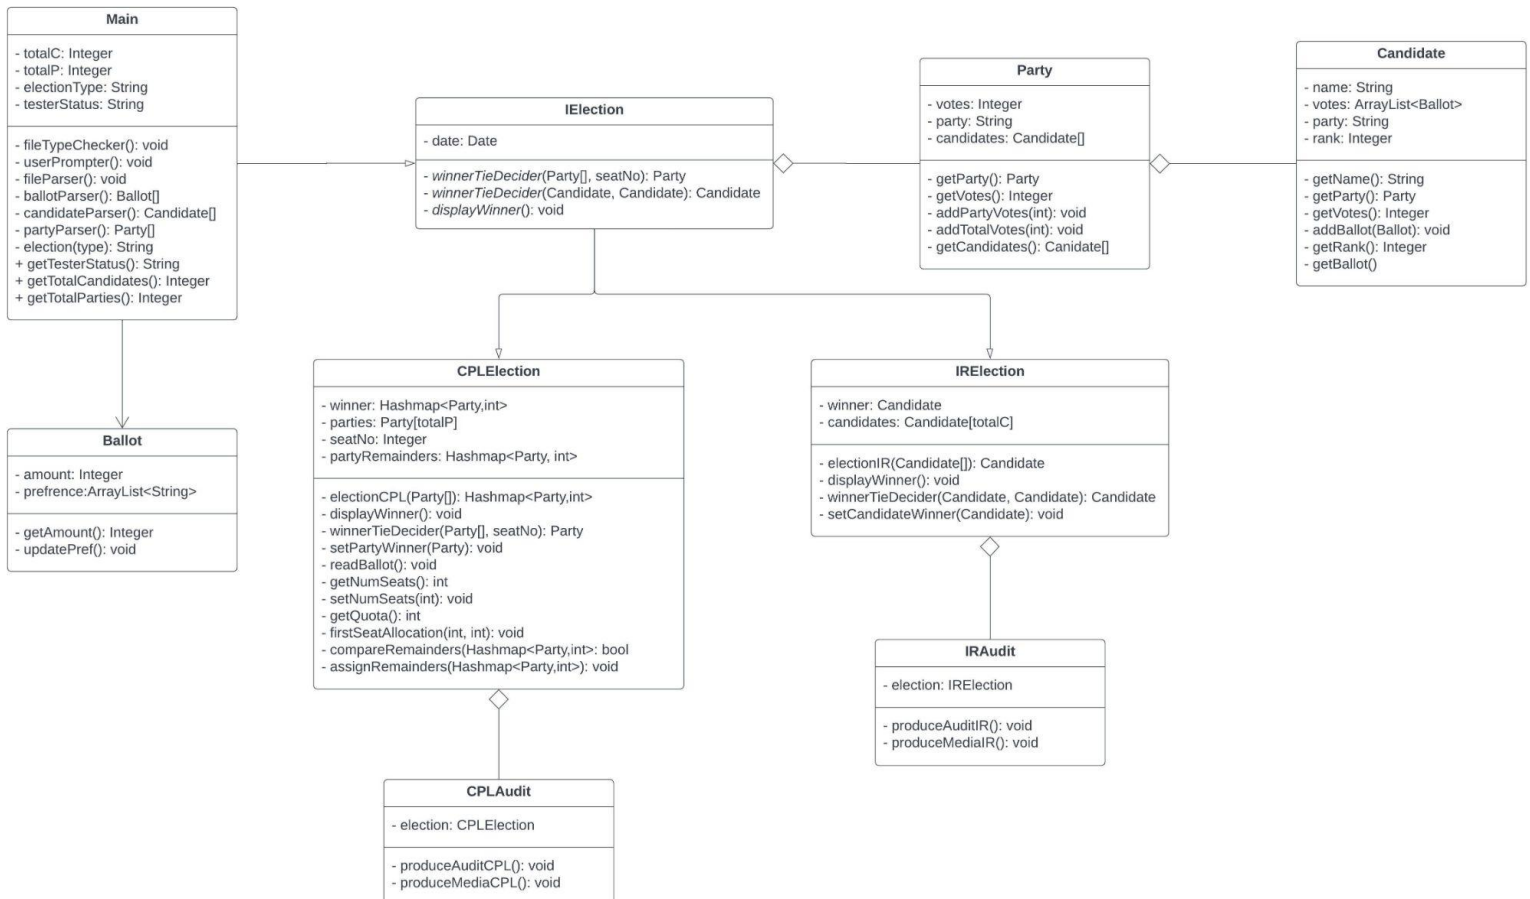 Main
- totalC: Integer
- totalP: Integer
- electionType: String
- testerStatus: String
- fileTypeChecker(): void
- userPrompter(): void
- fileParser(): void
- ballotParser(): Ballot[]
- candidateParser(): Candidate[]
- partyParser(): Party[]
- election(type): String
+ getTesterStatus(): String
+ getTotalCandidates(): Integer
+ getTotalParties(): Integer
IElection
- date: Date
- winnerTieDecider(Party[], seatNo): Party
- winnerTieDecider(Candidate, Candidate): Candidate
- displayWinner(): void
Party
- votes: Integer
- party: String
- candidates: Candidate[]
- getParty(): Party
- getVotes(): Integer
- addPartyVotes(int): void
- addTotalVotes(int): void
- getCandidates(): Canidate[]
Candidate
- name: String
- votes: ArrayList<Ballot>
- party: String
- rank: Integer
- getName(): String
- getParty(): Party
- getVotes(): Integer
- addBallot(Ballot): void
- getRank(): Integer
- getBallot()
Ballot
- amount: Integer
- prefrence:ArrayList<String>
- getAmount(): Integer
- updatePref(): void
CPLElection
- winner: Hashmap<Party,int>
- parties: Party[totalP]
- seatNo: Integer
- partyRemainders: Hashmap<Party, int>
- electionCPL(Party[]): Hashmap<Party,int>
- displayWinner(): void
- winnerTieDecider(Party[], seatNo): Party
- setPartyWinner(Party): void
- readBallot(): void
- getNumSeats(): int
- setNumSeats(int): void
- getQuota(): int
- firstSeatAllocation(int, int): void
- compareRemainders(Hashmap<Party,int>: bool
- assignRemainders(Hashmap<Party,int>): void
IRElection
- winner: Candidate
- candidates: Candidate[totalC]
- electionIR(Candidate[]): Candidate
- displayWinner(): void
- winnerTieDecider(Candidate, Candidate): Candidate
- setCandidateWinner(Candidate): void
IRAudit
- election: IRElection
- produceAuditIR(): void
- produceMediaIR(): void
CPLAudit
- election: CPLElection
- produceAuditCPL(): void
- produceMediaCPL(): void